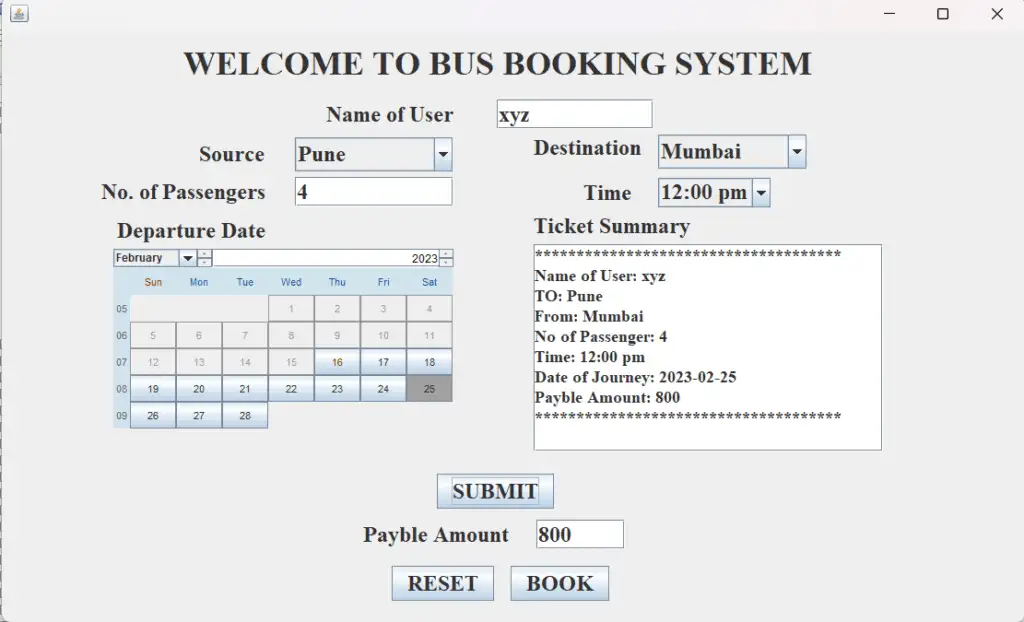 WELCOME TO BUS BOOKING SYSTEM
Name of User xyz
Source Pune Destination Mumbai
No. of Passengers 4 Time 12:00 pm
Departure Date
February 2023
Sun Mon Tue Wed Thu Fri Sat
05 1 2 3 4
06 5 6 7 8 9 10 11
07 12 13 14 15 16 17 18
08 19 20 21 22 23 24 25
09 26 27 28
Ticket Summary
*************************************
Name of User: xyz
TO: Pune
From: Mumbai
No of Passenger: 4
Time: 12:00 pm
Date of Journey: 2023-02-25
Payble Amount: 800
*************************************
SUBMIT
Payble Amount 800
RESET BOOK